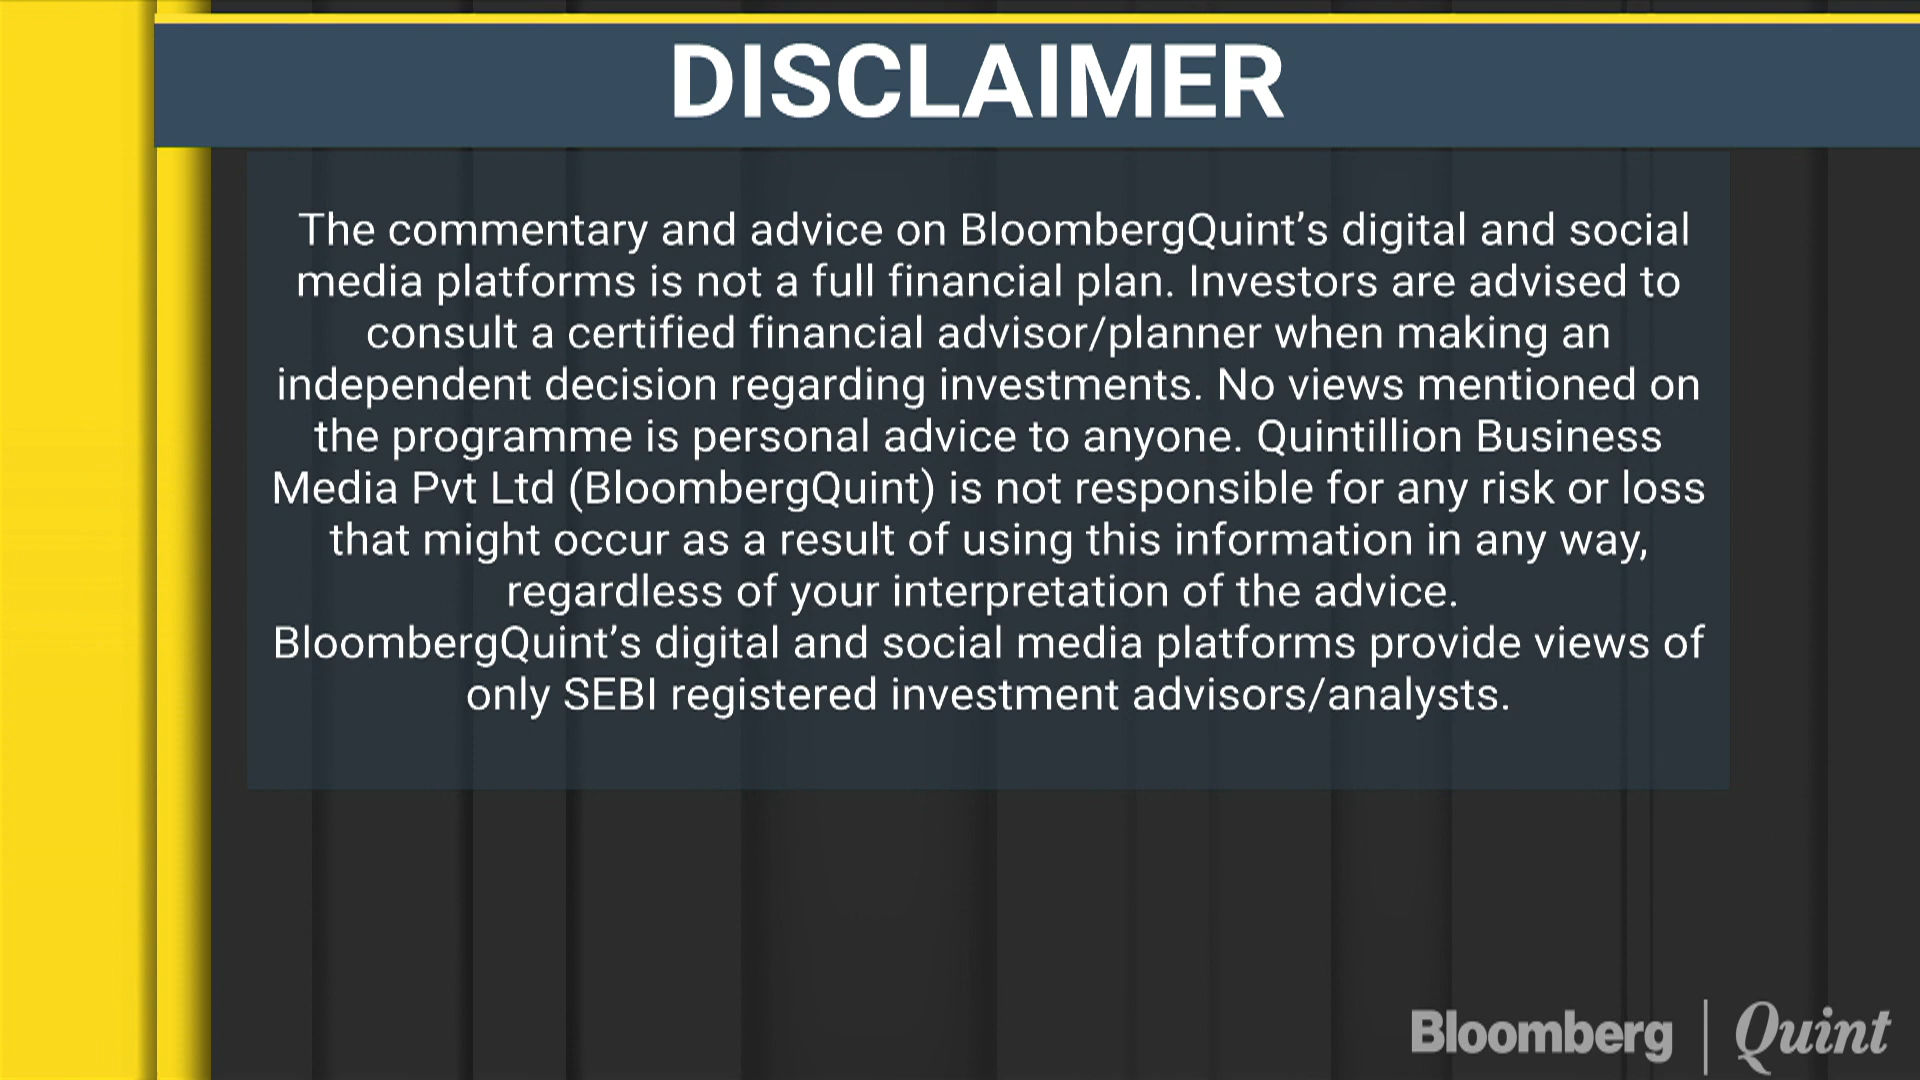 DISCLAIMER
The commentary and advice on BloombergQuint’s digital and social
media platforms is not a full financial plan. Investors are advised to
consult a certified financial advisor/planner when making an
independent decision regarding investments. No views mentioned on
the programme is personal advice to anyone. Quintillion Business
Media Pvt Ltd (BloombergQuint) is not responsible for any risk or loss
that might occur as a result of using this information in any way,
regardless of your interpretation of the advice.
BloombergQuint’s digital and social media platforms provide views of
only SEBI registered investment advisors/analysts.
Bloomberg | Quint